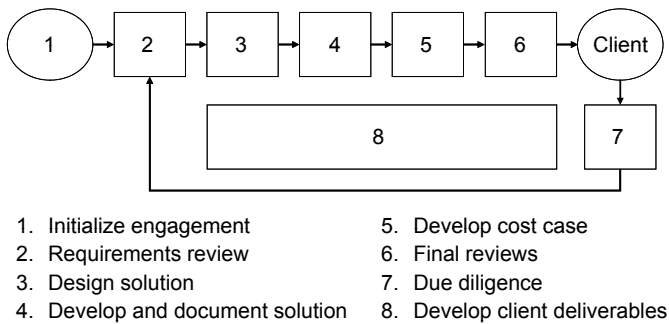 1
2
3
4
5
6
Client
8
7
1. Initialize engagement
2. Requirements review
3. Design solution
4. Develop and document solution
5. Develop cost case
6. Final reviews
7. Due diligence
8. Develop client deliverables